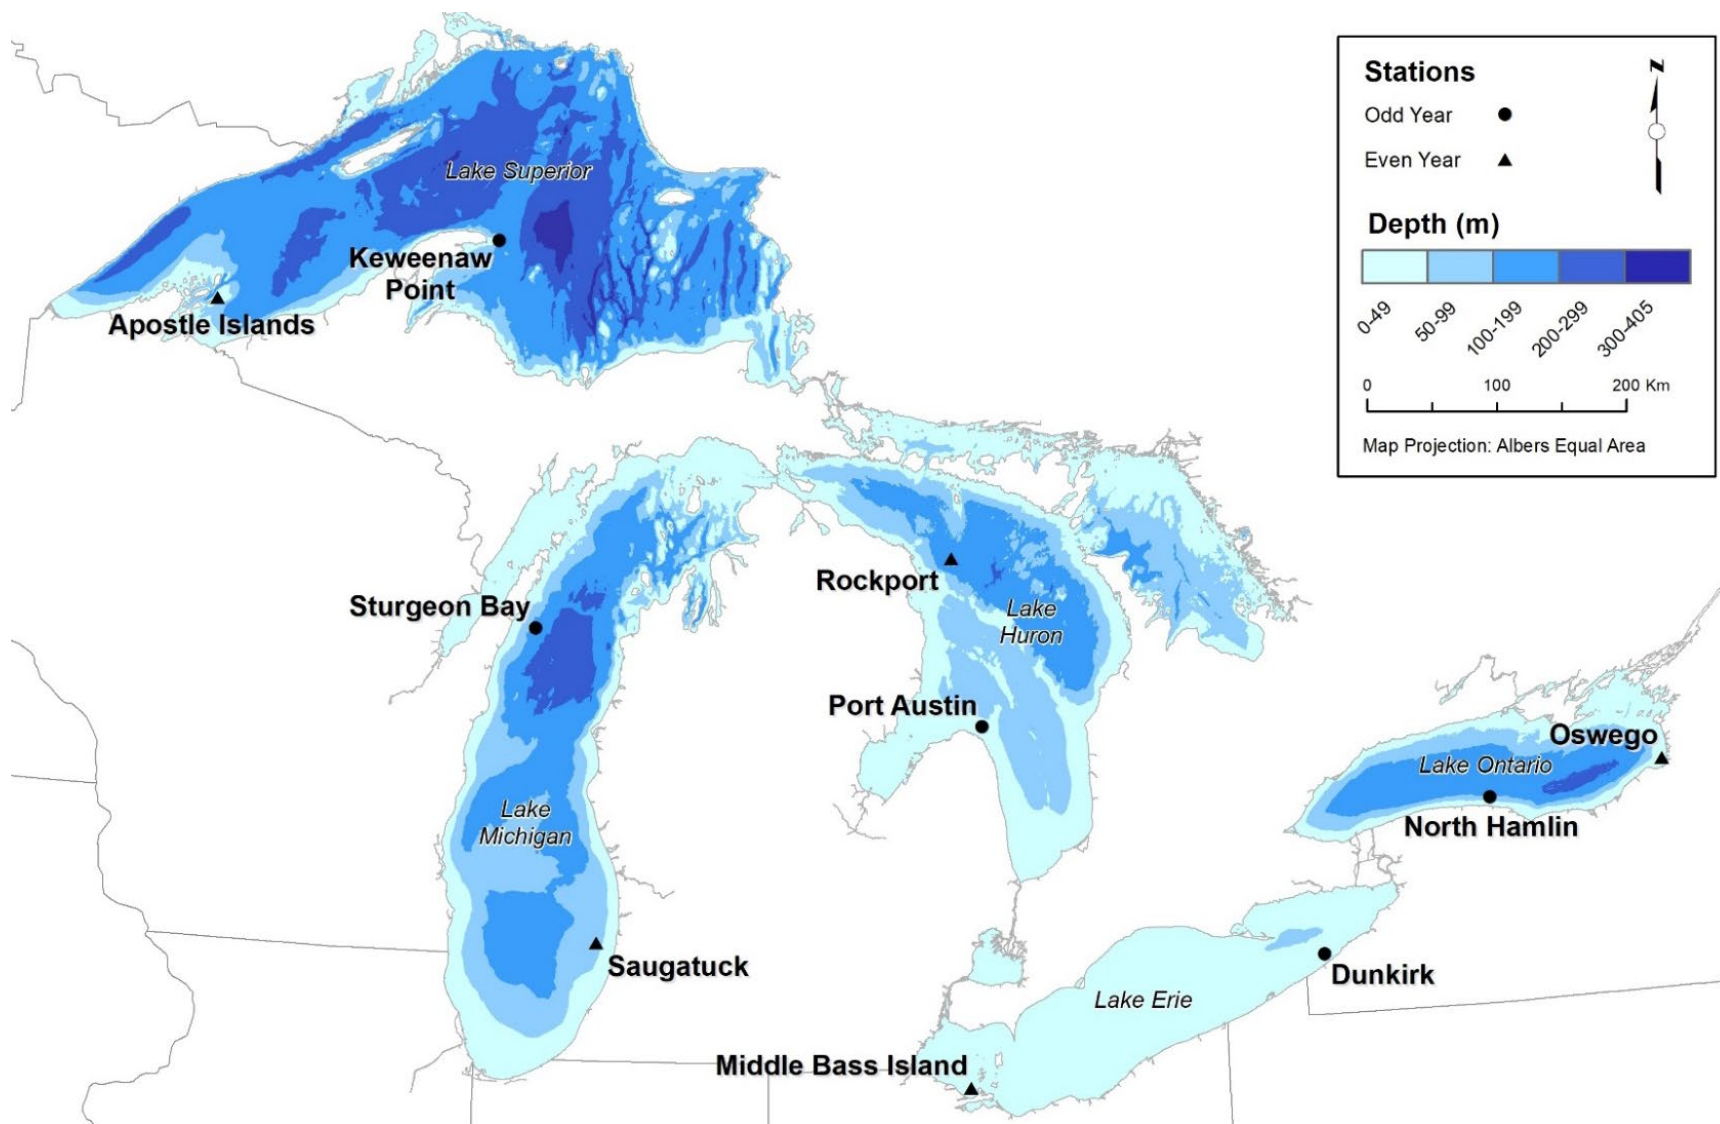 Stations
Odd Year
Even Year
N
Depth (m)
0-49
50-99
100-199
200-299
300-405
0 100 200 Km
Map Projection: Albers Equal Area
Lake Superior
Keweenaw
Point
Apostle Islands
Sturgeon Bay
Rockport
Lake
Huron
Port Austin
Oswego
Lake Ontario
North Hamlin
Lake
Michigan
Saugatuck
Dunkirk
Lake Erie
Middle Bass Island